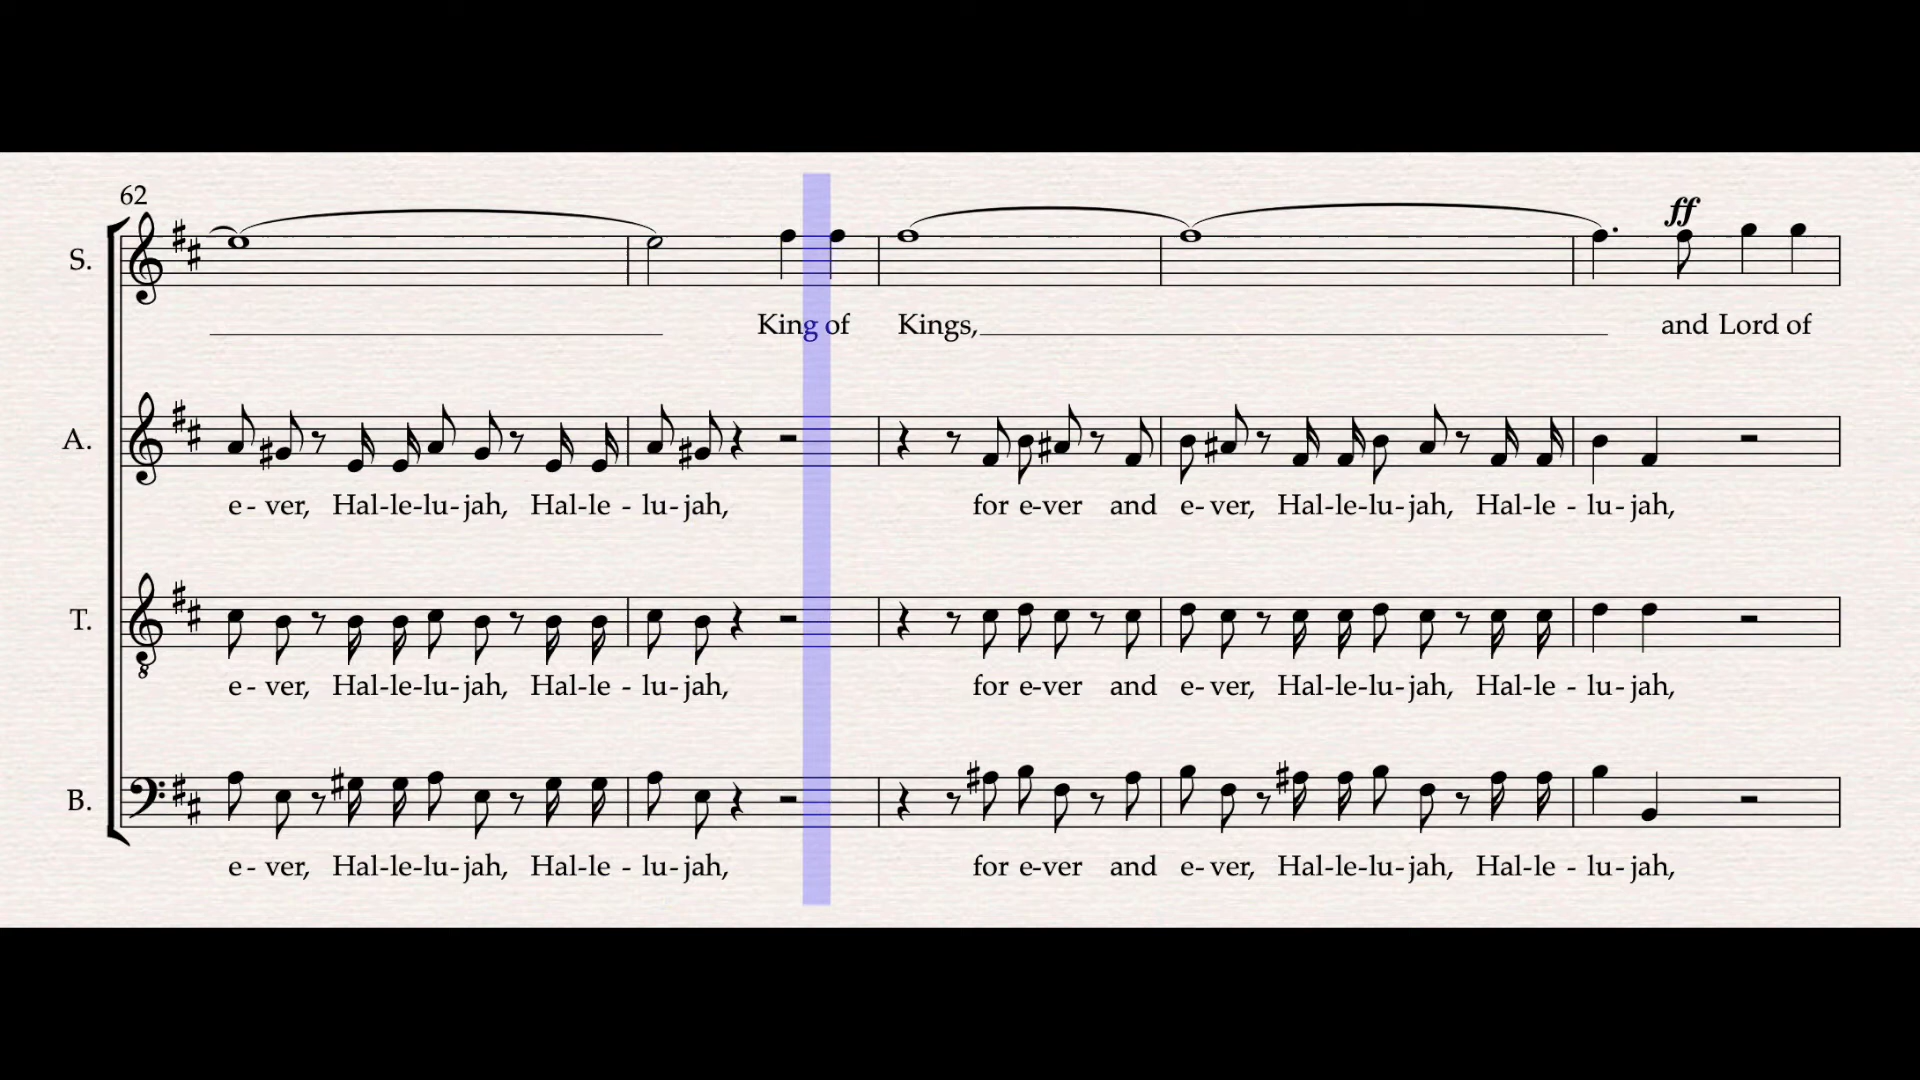 62
ff
S.
King of Kings, and Lord of
A.
e - ver, Hal-le-lu-jah, Hal-le - lu-jah, for e-ver and e-ver, Hal-le-lu-jah, Hal-le - lu-jah,
T.
e - ver, Hal-le-lu-jah, Hal-le - lu-jah, for e-ver and e-ver, Hal-le-lu-jah, Hal-le - lu-jah,
B.
e - ver, Hal-le-lu-jah, Hal-le - lu-jah, for e-ver and e-ver, Hal-le-lu-jah, Hal-le - lu-jah,